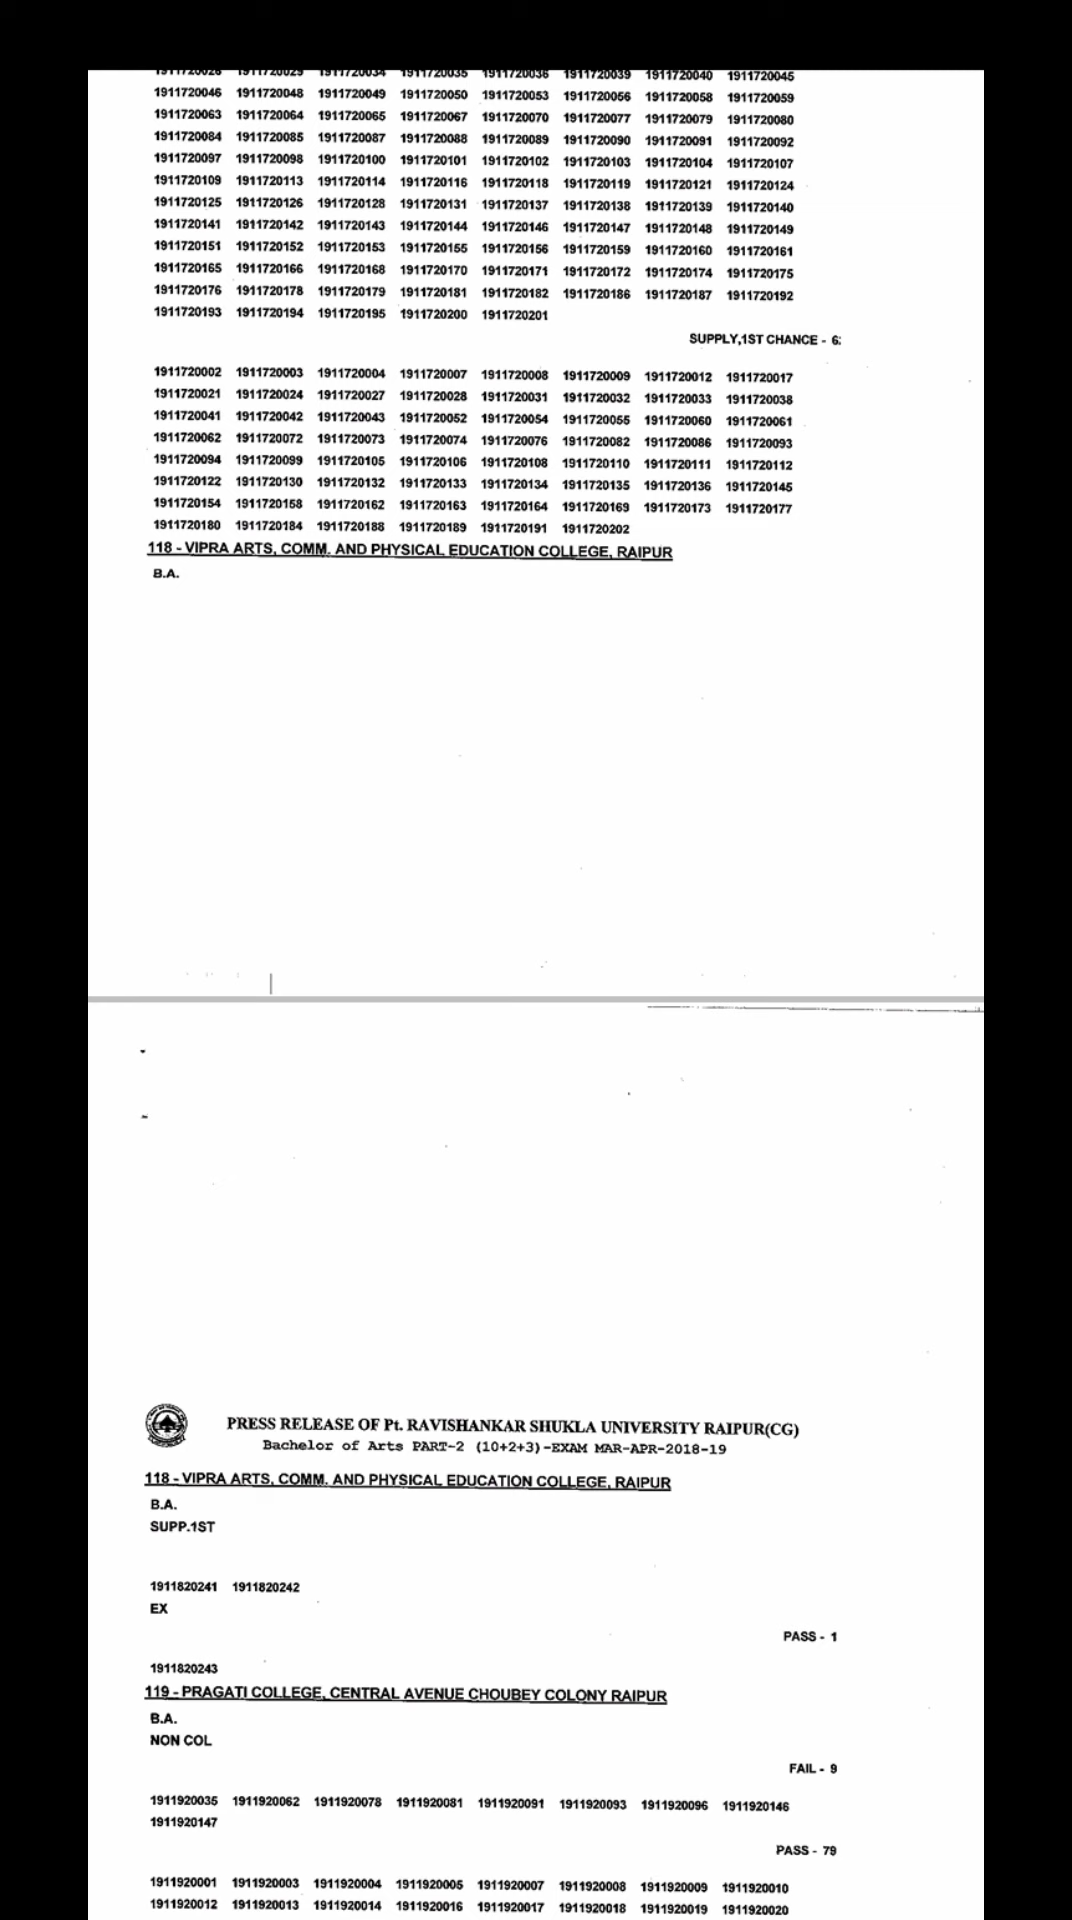 1911720026 1911720029 1911720034 1911720035 1911720036 1911720039 1911720040 1911720045
1911720046 1911720048 1911720049 1911720050 1911720053 1911720056 1911720058 1911720059
1911720063 1911720064 1911720065 1911720067 1911720070 1911720077 1911720079 1911720080
1911720084 1911720085 1911720087 1911720088 1911720089 1911720090 1911720091 1911720092
1911720097 1911720098 1911720100 1911720101 1911720102 1911720103 1911720104 1911720107
1911720109 1911720113 1911720114 1911720116 1911720118 1911720119 1911720121 1911720124
1911720125 1911720126 1911720128 1911720131 1911720137 1911720138 1911720139 1911720140
1911720141 1911720142 1911720143 1911720144 1911720146 1911720147 1911720148 1911720149
1911720151 1911720152 1911720153 1911720155 1911720156 1911720159 1911720160 1911720161
1911720165 1911720166 1911720168 1911720170 1911720171 1911720172 1911720174 1911720175
1911720176 1911720178 1911720179 1911720181 1911720182 1911720186 1911720187 1911720192
1911720193 1911720194 1911720195 1911720200 1911720201
SUPPLY,1ST CHANCE -
1911720002 1911720003 1911720004 1911720007 1911720008 1911720009 1911720012 1911720017
1911720021 1911720024 1911720027 1911720028 1911720031 1911720032 1911720033 1911720038
1911720041 1911720042 1911720043 1911720052 1911720054 1911720055 1911720060 1911720061
1911720062 1911720072 1911720073 1911720074 1911720076 1911720082 1911720086 1911720093
1911720094 1911720099 1911720105 1911720106 1911720108 1911720110 1911720111 1911720112
1911720122 1911720130 1911720132 1911720133 1911720134 1911720135 1911720136 1911720145
1911720154 1911720158 1911720162 1911720163 1911720164 1911720169 1911720173 1911720177
1911720180 1911720184 1911720188 1911720189 1911720191 1911720202
118 - VIPRA ARTS, COMM. AND PHYSICAL EDUCATION COLLEGE, RAIPUR
B.A.
PRESS RELEASE OF Pt. RAVISHANKAR SHUKLA UNIVERSITY RAIPUR(CG)
Bachelor of Arts PART-2 (10+2+3)-EXAM MAR-APR-2018-19
118 - VIPRA ARTS, COMM. AND PHYSICAL EDUCATION COLLEGE, RAIPUR
B.A.
SUPP.1ST
1911820241 1911820242
EX
PASS - 1
1911820243
119 - PRAGATI COLLEGE, CENTRAL AVENUE CHOUBEY COLONY RAIPUR
B.A.
NON COL
FAIL - 9
1911920035 1911920062 1911920078 1911920081 1911920091 1911920093 1911920096 1911920146
1911920147
PASS - 79
1911920001 1911920003 1911920004 1911920005 1911920007 1911920008 1911920009 1911920010
1911920012 1911920013 1911920014 1911920016 1911920017 1911920018 1911920019 1911920020